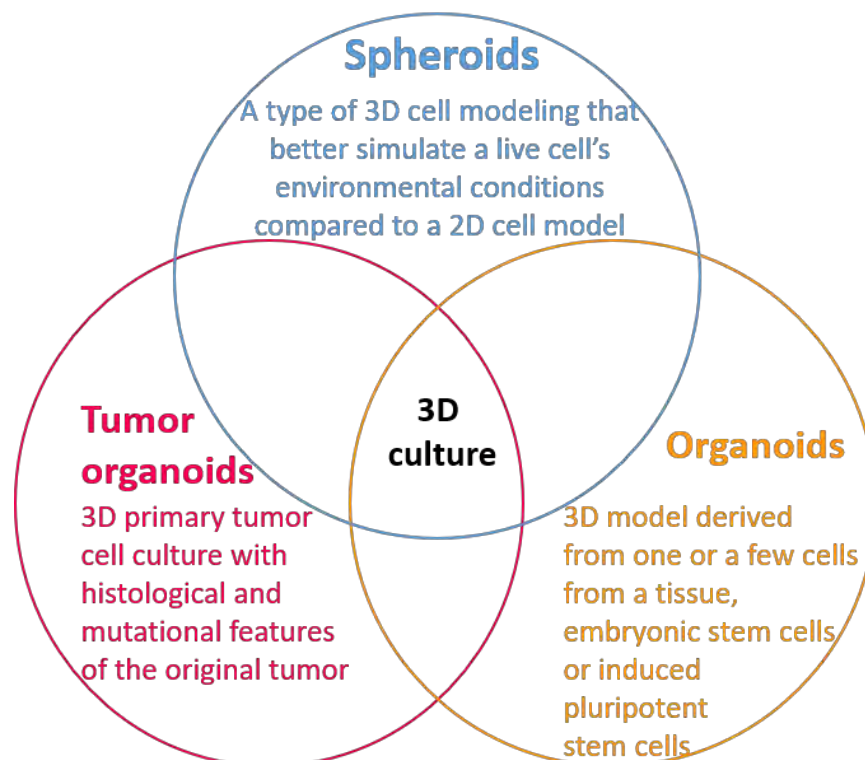 Spheroids
A type of 3D cell modeling that
better simulate a live cell's
environmental conditions
compared to a 2D cell model
3D
culture
Tumor
organoids
3D primary tumor
cell culture with
histological and
mutational features
of the original tumor
Organoids
3D model derived
from one or a few cells
from a tissue,
embryonic stem cells
or induced
pluripotent
stem cells